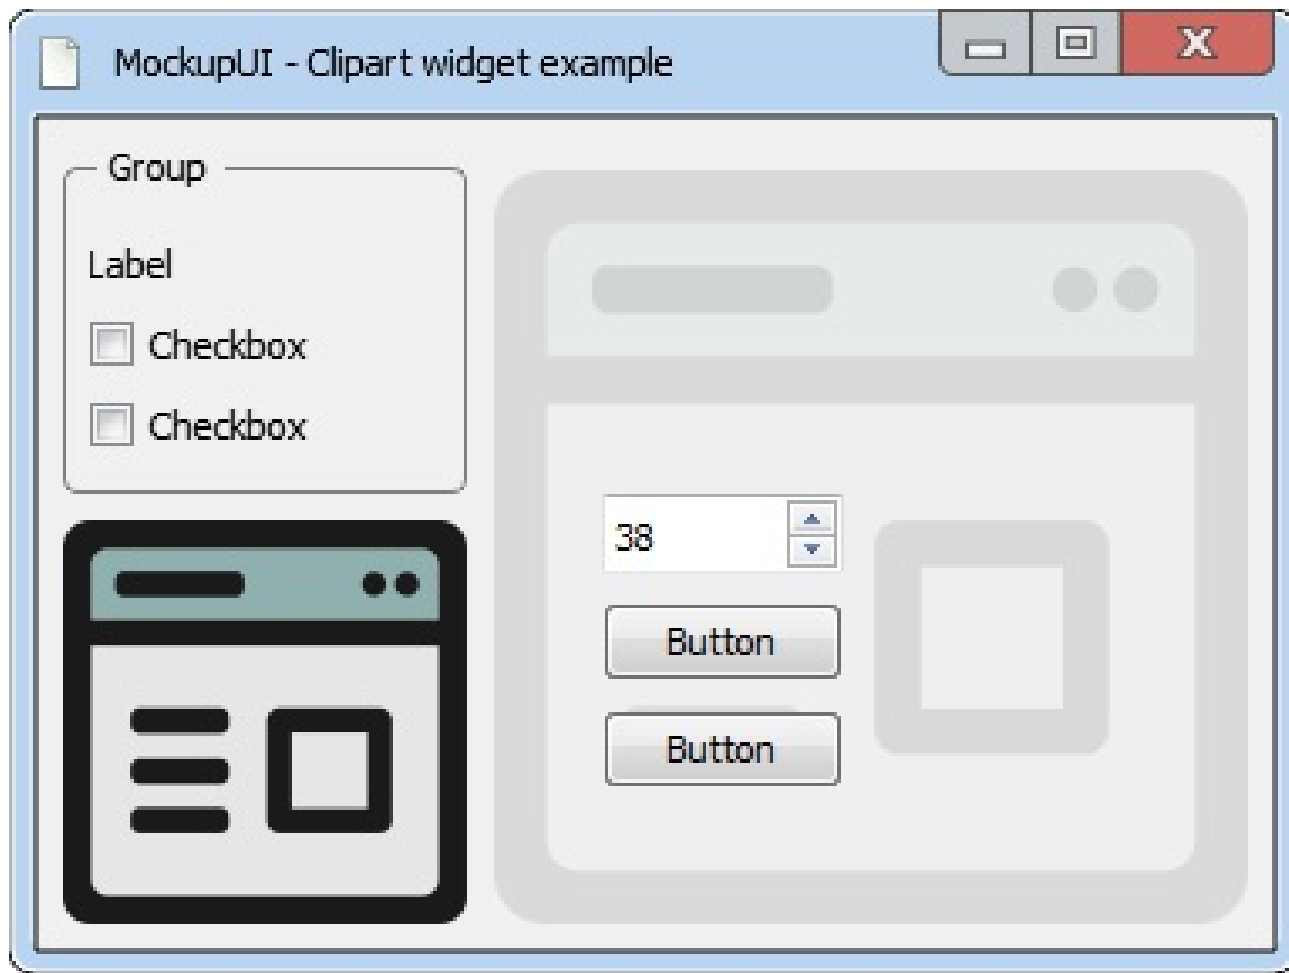 MockupUI - Clipart widget example
Group
Label
Checkbox
Checkbox
38
Button
Button